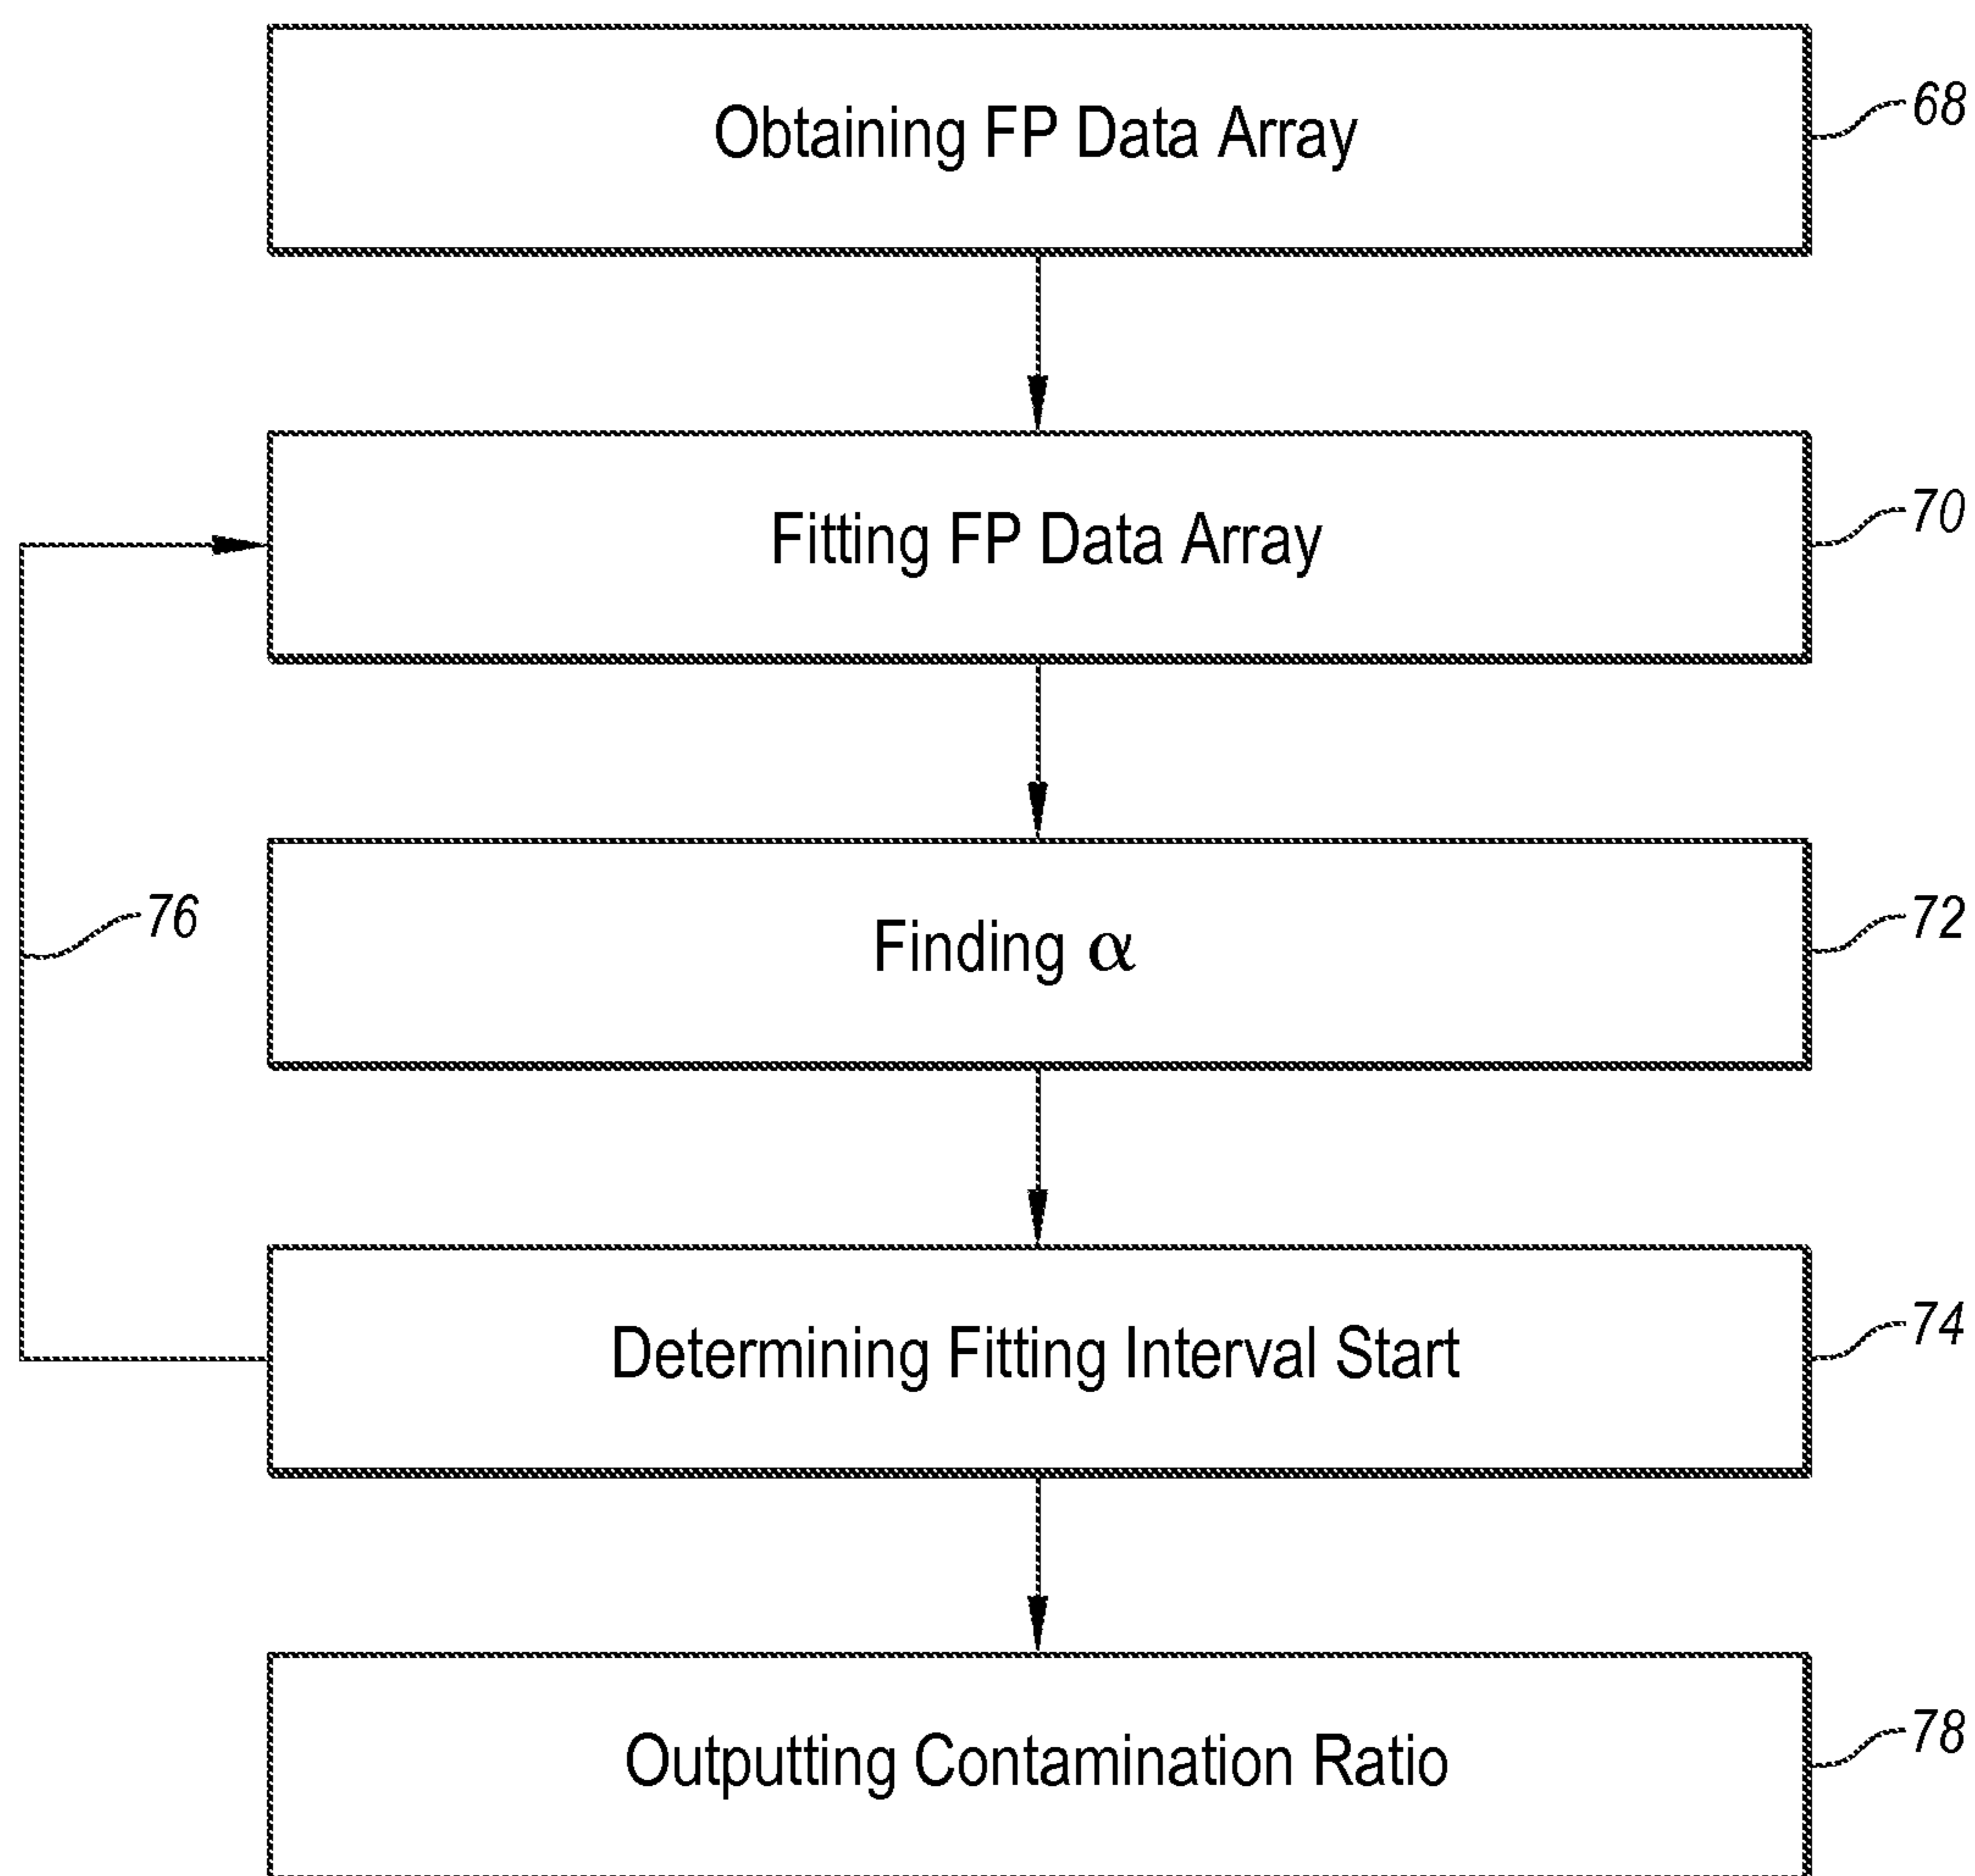 Obtaining FP Data Array
68
Fitting FP Data Array
70
76
Finding α
72
Determining Fitting Interval Start
74
Outputting Contamination Ratio
78